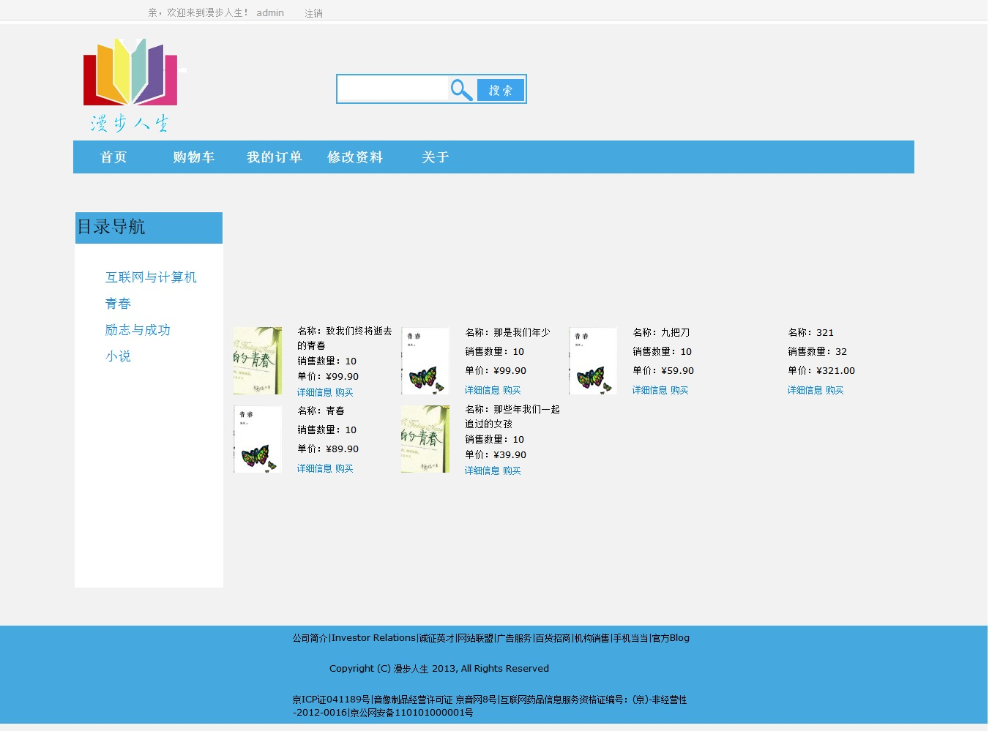 亲，欢迎来到漫步人生！ admin 注销
漫步人生
搜索
首页 购物车 我的订单 修改资料 关于
目录导航
互联网与计算机
青春
励志与成功
小说
名称：致我们终将逝去
的青春
销售数量：10
单价：¥99.90
详细信息 购买
青春
名称：那是我们年少
销售数量：10
单价：¥99.90
详细信息 购买
青春
名称：九把刀
销售数量：10
单价：¥59.90
详细信息 购买
名称：321
销售数量：32
单价：¥321.00
详细信息 购买
青春
名称：青春
销售数量：10
单价：¥89.90
详细信息 购买
的青春
名称：那些年我们一起
追过的女孩
销售数量：10
单价：¥39.90
详细信息 购买
公司简介|Investor Relations|诚征英才|网站联盟|广告服务|百货招商|机构销售|手机当当|官方Blog
Copyright (C) 漫步人生 2013, All Rights Reserved
京ICP证041189号|音像制品经营许可证 京音网8号|互联网药品信息服务资格证编号：(京)-非经营性
-2012-0016|京公网安备110101000001号